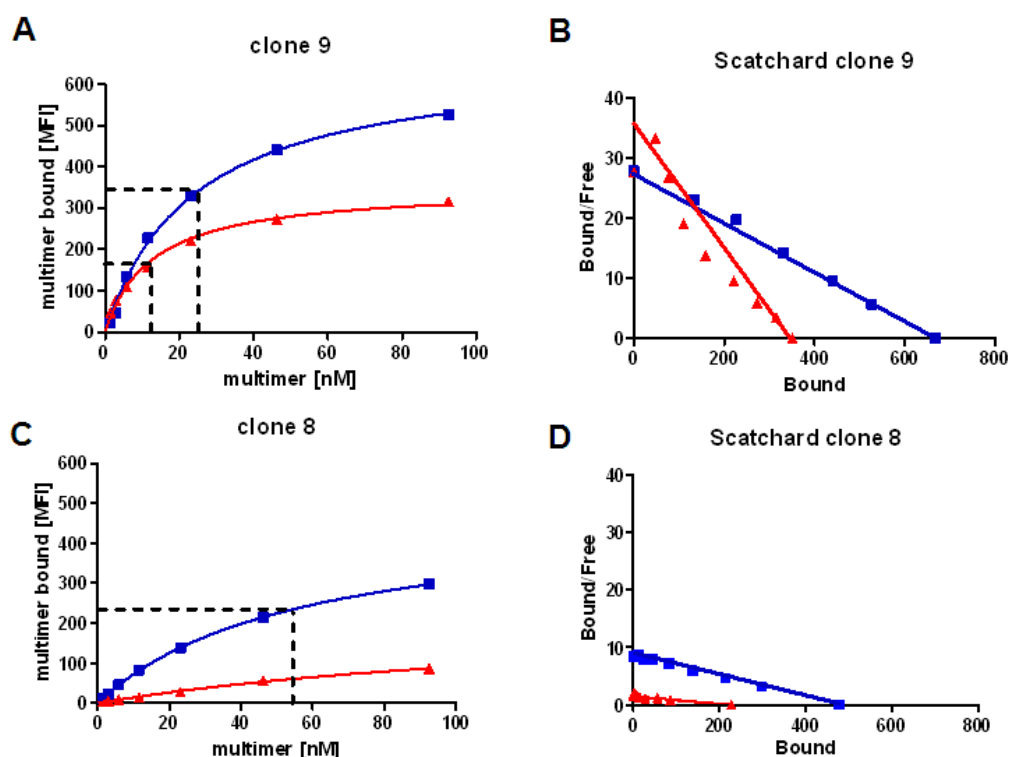 A
clone 9
multimer bound [MFI]
600
500
400
300
200
100
0
0 20 40 60 80 100
multimer [nM]
B
Scatchard clone 9
Bound/Free
40
30
20
10
0
0 200 400 600 800
Bound
C
clone 8
multimer bound [MFI]
600
500
400
300
200
100
0
0 20 40 60 80 100
multimer [nM]
D
Scatchard clone 8
Bound/Free
40
30
20
10
0
0 200 400 600 800
Bound